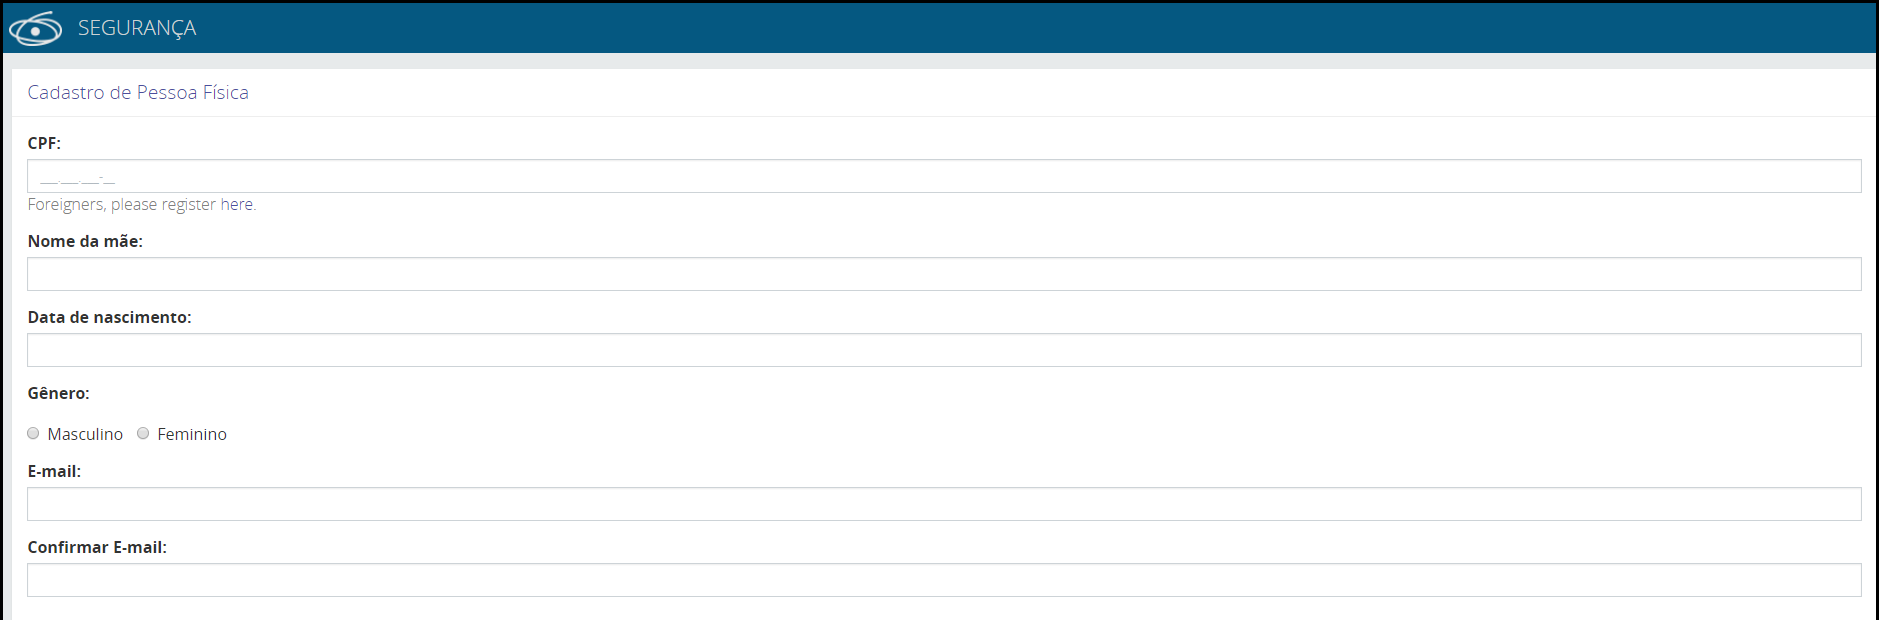 SEGURANÇA
Cadastro de Pessoa Física
CPF:
___.___.___-__
Foreigners, please register here.
Nome da mãe:
Data de nascimento:
Gênero:
Masculino Feminino
E-mail:
Confirmar E-mail: